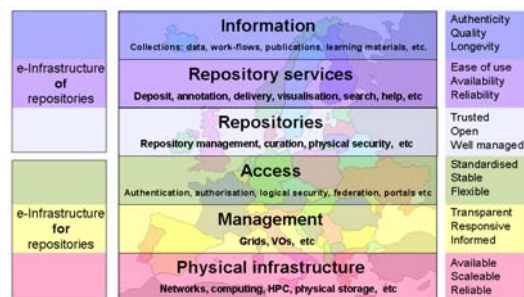 e-Infrastructure
of
repositories
e-Infrastructure
for
repositories
Information
Collections: data, work-flows, publications, learning materials, etc.
Repository services
Deposit, annotation, delivery, visualisation, search, help, etc
Repositories
Repository management, curation, physical security, etc
Access
Authentication, authorisation, logical security, federation, portals etc
Management
Grids, VOs, etc
Physical infrastructure
Networks, computing, HPC, physical storage, etc
Authenticity
Quality
Longevity
Ease of use
Availability
Reliability
Trusted
Open
Well managed
Standardised
Stable
Flexible
Transparent
Responsive
Informed
Available
Scaleable
Reliable